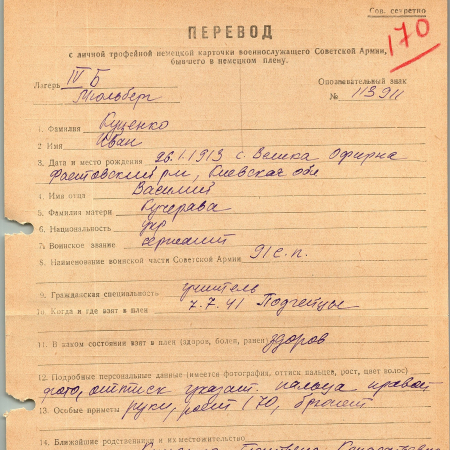 Сов. секретно
170
ПЕРЕВОД
с личной трофейной немецкой карточки военнослужащего Советской Армии,
бывшего в немецком плену.
Лагерь IV Б
Мюльберг
Опознавательный знак
№ 113911
1. Фамилия Куценко
2. Имя Иван
3. Дата и место рождения 26.1.1913 с. Велика Офирна
Фастовский рн, Киевская обл
4. Имя отца Василий
5. Фамилия матери Кучерава
6. Национальность укр
7. Воинское звание сержант
8. Наименование воинской части Советской Армии 91 с.п.
9. Гражданская специальность учитель
10. Когда и где взят в плен 7.7.41 Подгейцы
11. В каком состоянии взят в плен (здоров, болен, ранен) здоров
12. Подробные персональные данные (имеется фотография, оттиск пальцев, рост, цвет волос)
фото, оттиск указат. пальца правой
13. Особые приметы руки, рост 170, брюнет
14. Ближайшие родственники и их местожительство